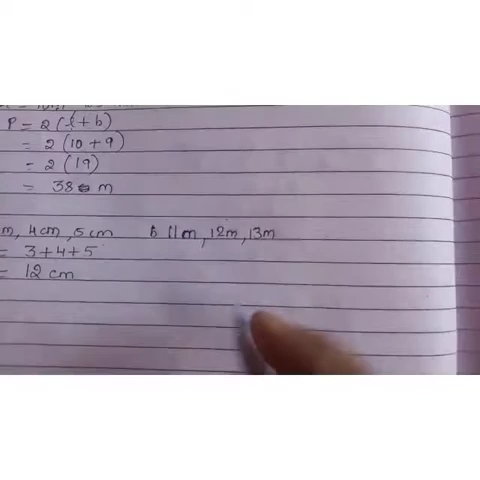 P = 2 (l + b)
= 2 (10 + 9)
= 2 (19)
= 38 m
m, 4cm, 5cm b 11m, 12m, 13m
= 3+4+5
= 12 cm